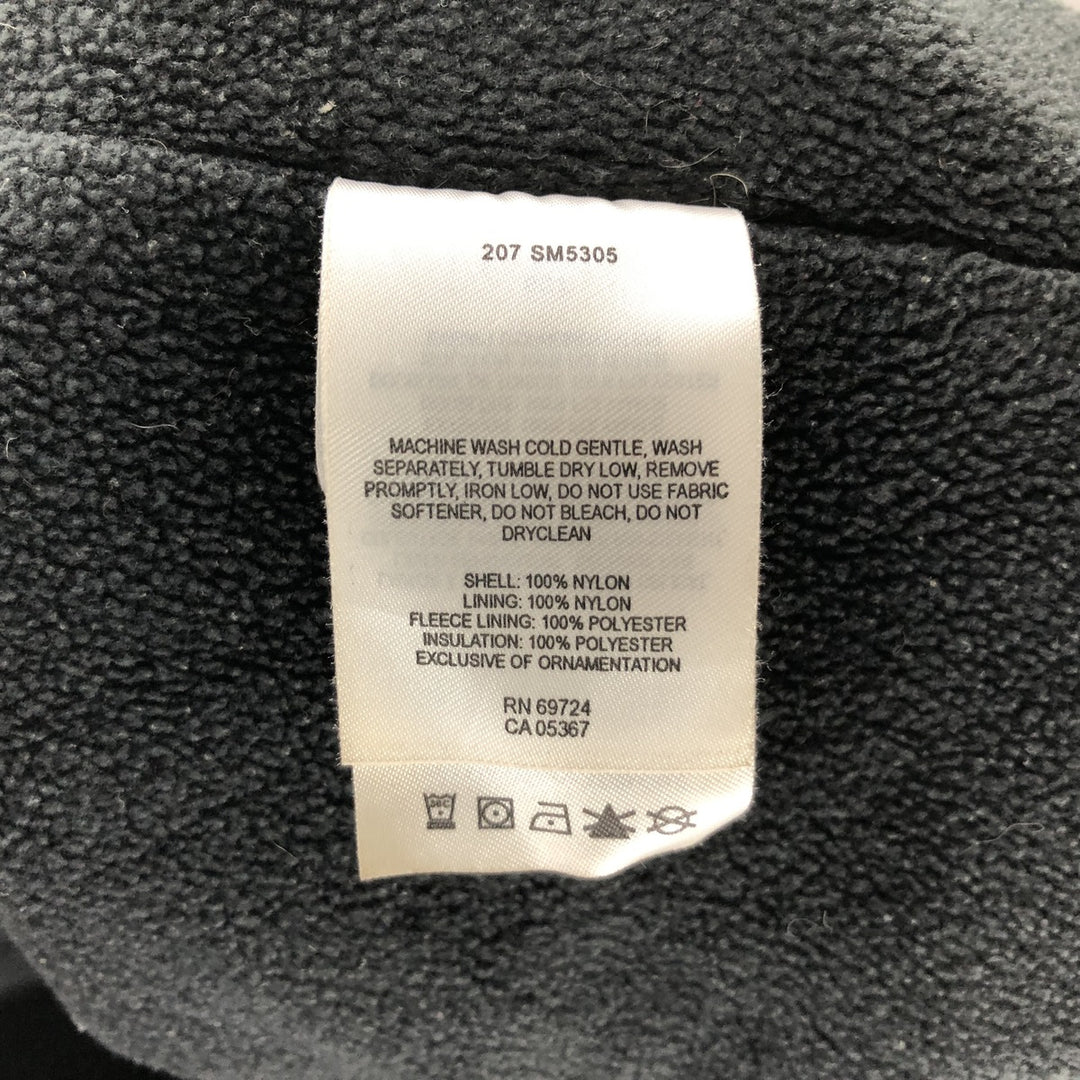 207 SM5305
MACHINE WASH COLD GENTLE, WASH
SEPARATELY, TUMBLE DRY LOW, REMOVE
PROMPTLY, IRON LOW, DO NOT USE FABRIC
SOFTENER, DO NOT BLEACH, DO NOT
DRYCLEAN
SHELL: 100% NYLON
LINING: 100% NYLON
FLEECE LINING: 100% POLYESTER
INSULATION: 100% POLYESTER
EXCLUSIVE OF ORNAMENTATION
RN 69724
CA 05367